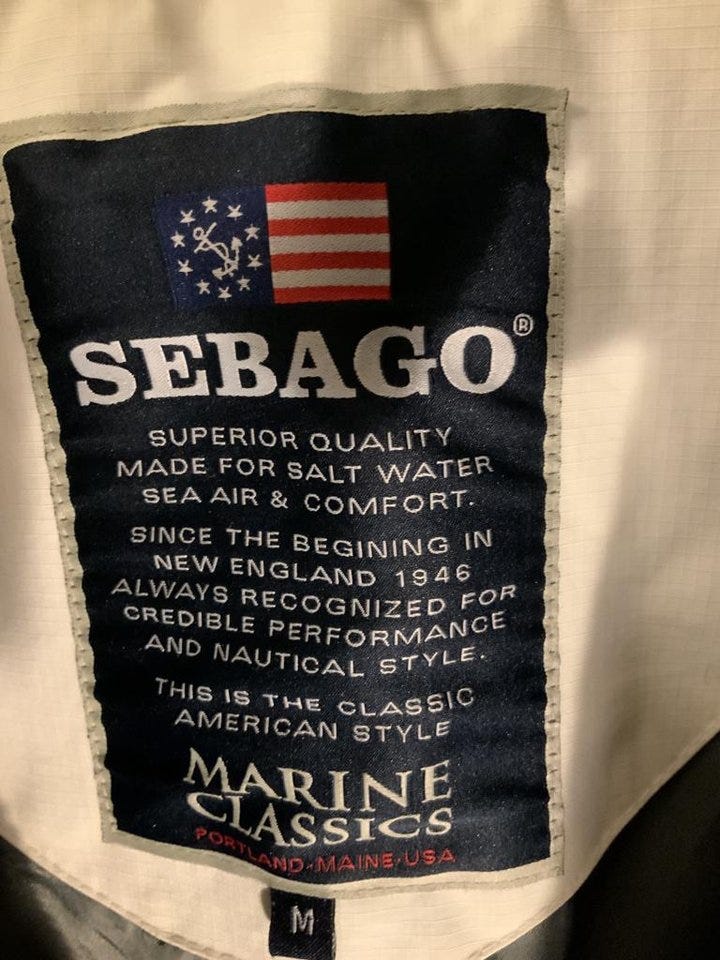 SEBAGO®
SUPERIOR QUALITY
MADE FOR SALT WATER
SEA AIR & COMFORT.
SINCE THE BEGINING IN
NEW ENGLAND 1946
ALWAYS RECOGNIZED FOR
CREDIBLE PERFORMANCE
AND NAUTICAL STYLE.
THIS IS THE CLASSIC
AMERICAN STYLE
MARINE
CLASSICS
PORTLAND·MAINE·USA
M